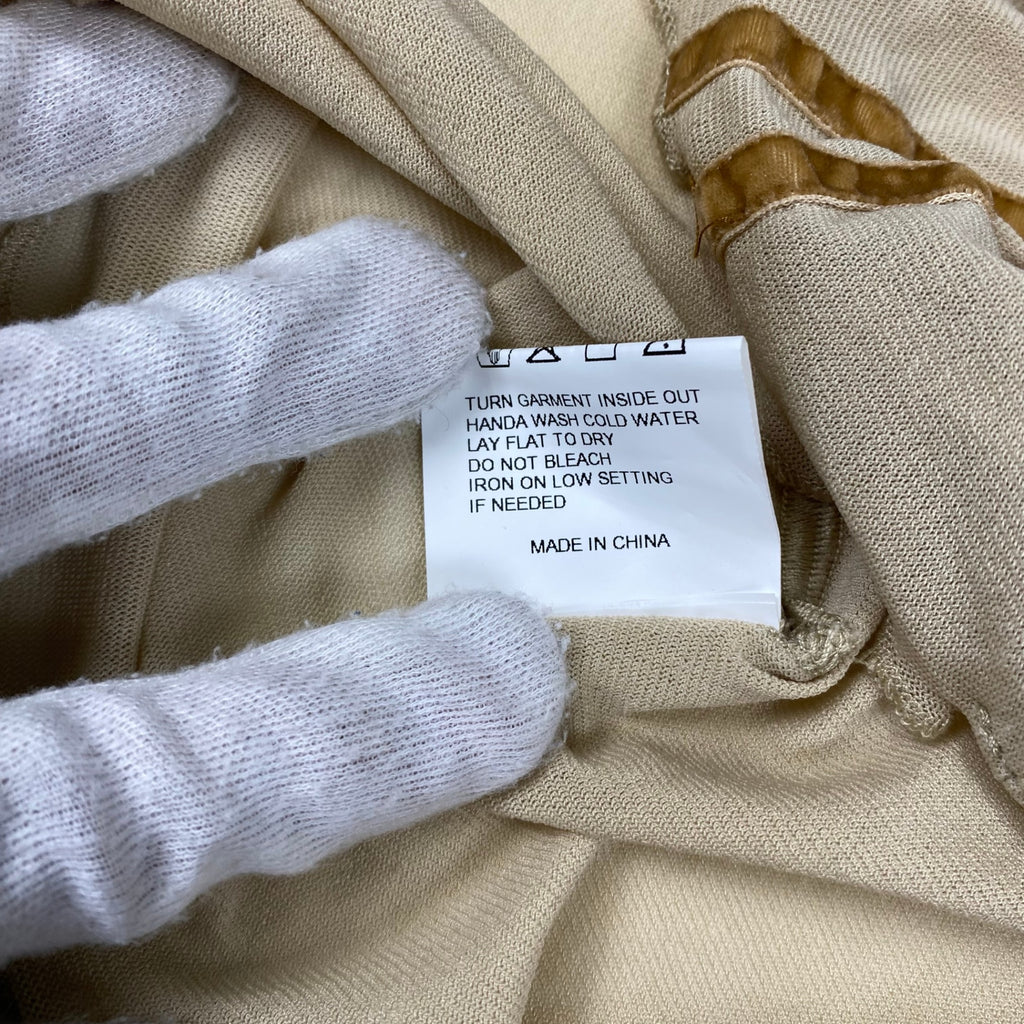 TURN GARMENT INSIDE OUT
HANDA WASH COLD WATER
LAY FLAT TO DRY
DO NOT BLEACH
IRON ON LOW SETTING
IF NEEDED
MADE IN CHINA